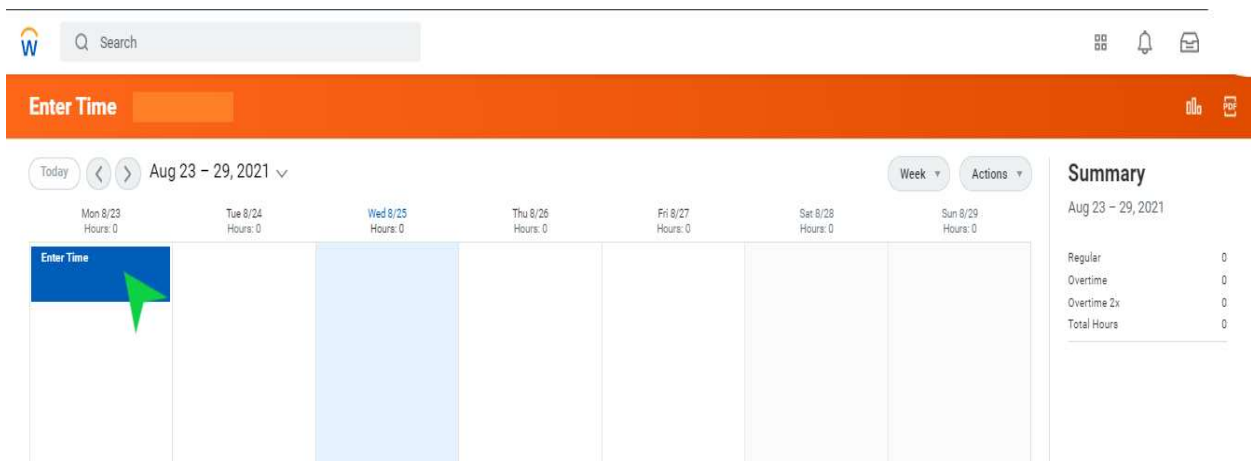 W
Search
Enter Time
PDF
Today
Aug 23 – 29, 2021
Week
Actions
Mon 8/23
Hours: 0
Tue 8/24
Hours: 0
Wed 8/25
Hours: 0
Thu 8/26
Hours: 0
Fri 8/27
Hours: 0
Sat 8/28
Hours: 0
Sun 8/29
Hours: 0
Enter Time
Summary
Aug 23 – 29, 2021
Regular 0
Overtime 0
Overtime 2x 0
Total Hours 0